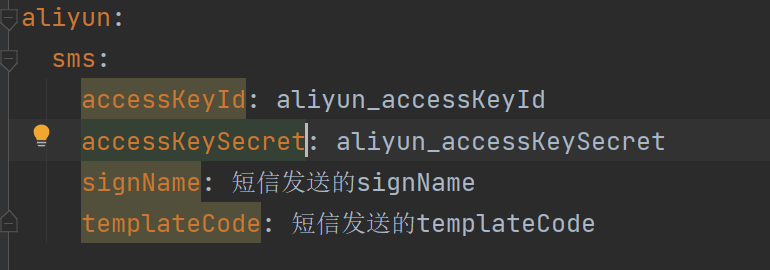 aliyun:
sms:
accessKeyId: aliyun_accessKeyId
accessKeySecret: aliyun_accessKeySecret
signName: 短信发送的signName
templateCode: 短信发送的templateCode